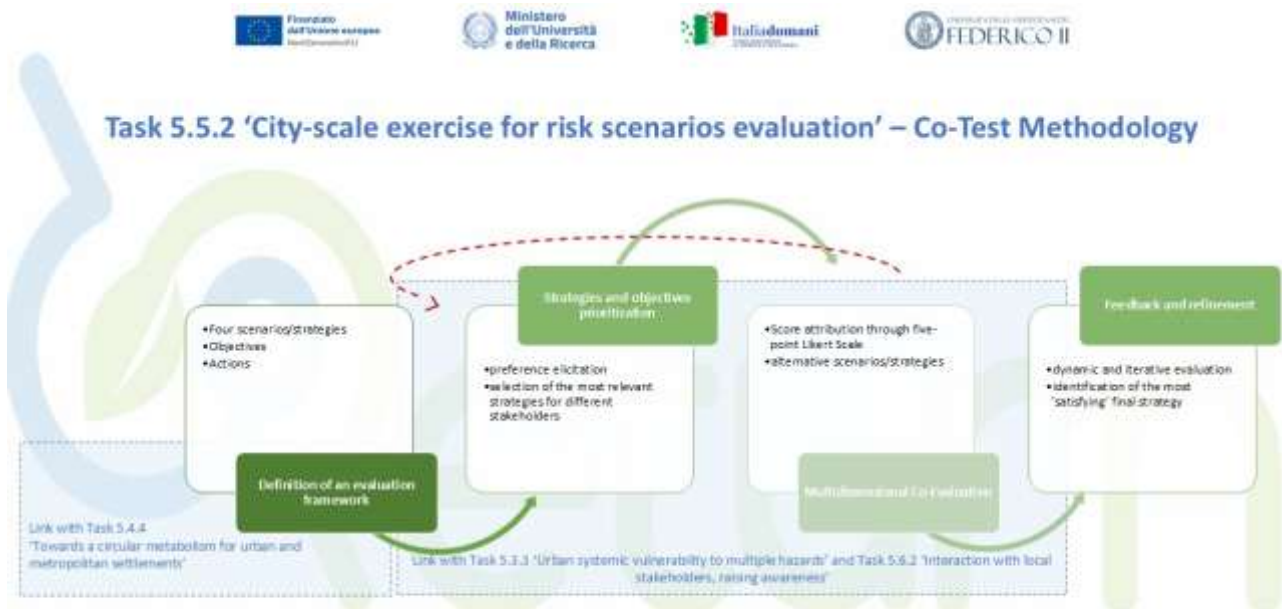 Finanziato
dall'Unione europea
NextGenerationEU
Ministero
dell'Università
e della Ricerca
Italiadomani
FEDERICO II
Task 5.5.2 ‘City-scale exercise for risk scenarios evaluation’ – Co-Test Methodology
•Four scenarios/strategies
•Objectives
•Actions
Definition of an evaluation
framework
Strategies and objectives
prioritization
•preference elicitation
•selection of the most relevant
strategies for different
stakeholders
•Score attribution through five-
point Likert Scale
•alternative scenarios/strategies
Multidimensional Co-Evaluation
Feedback and refinement
•dynamic and iterative evaluation
•identification of the most
‘satisfying’ final strategy
Link with Task 5.4.4
‘Towards a circular metabolism for urban and
metropolitan settlements’
Link with Task 5.3.3 ‘Urban systemic vulnerability to multiple hazards’ and Task 5.6.2 ‘Interaction with local
stakeholders, raising awareness’